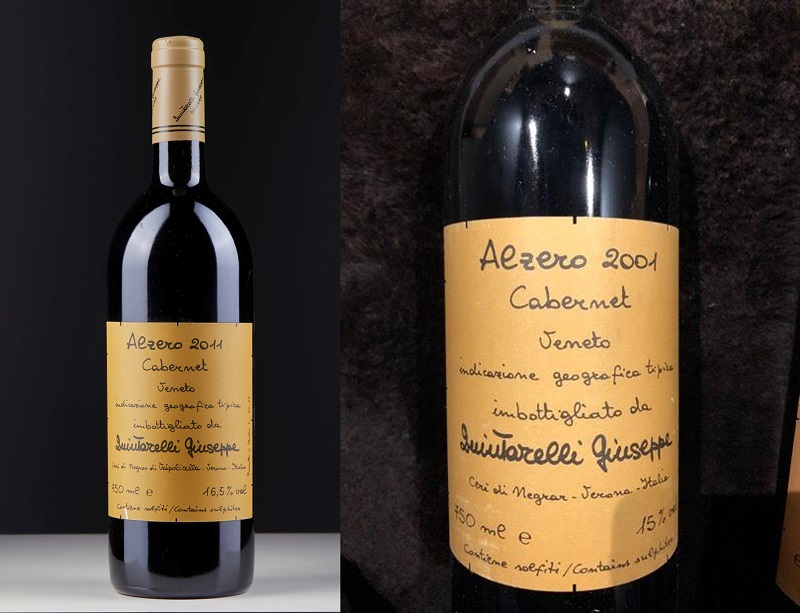 Quintarelli Giuseppe
Alzero 2011
Cabernet
Veneto
indicazione geografica tipica
imbottigliato da
Quintarelli Giuseppe
Cerè di Negrar di Valpolicella - Verona - Italia
750 ml e 16,5% vol
Contiene solfiti/Contains sulphites
Alzero 2001
Cabernet
Veneto
indicazione geografica tipica
imbottigliato da
Quintarelli Giuseppe
Cerè di Negrar - Verona - Italia
750 ml e 15% vol
Contiene solfiti/Contains sulphites